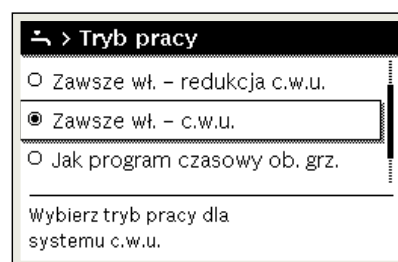 > Tryb pracy
Zawsze wł. – redukcja c.w.u.
Zawsze wł. – c.w.u.
Jak program czasowy ob. grz.
Wybierz tryb pracy dla
systemu c.w.u.